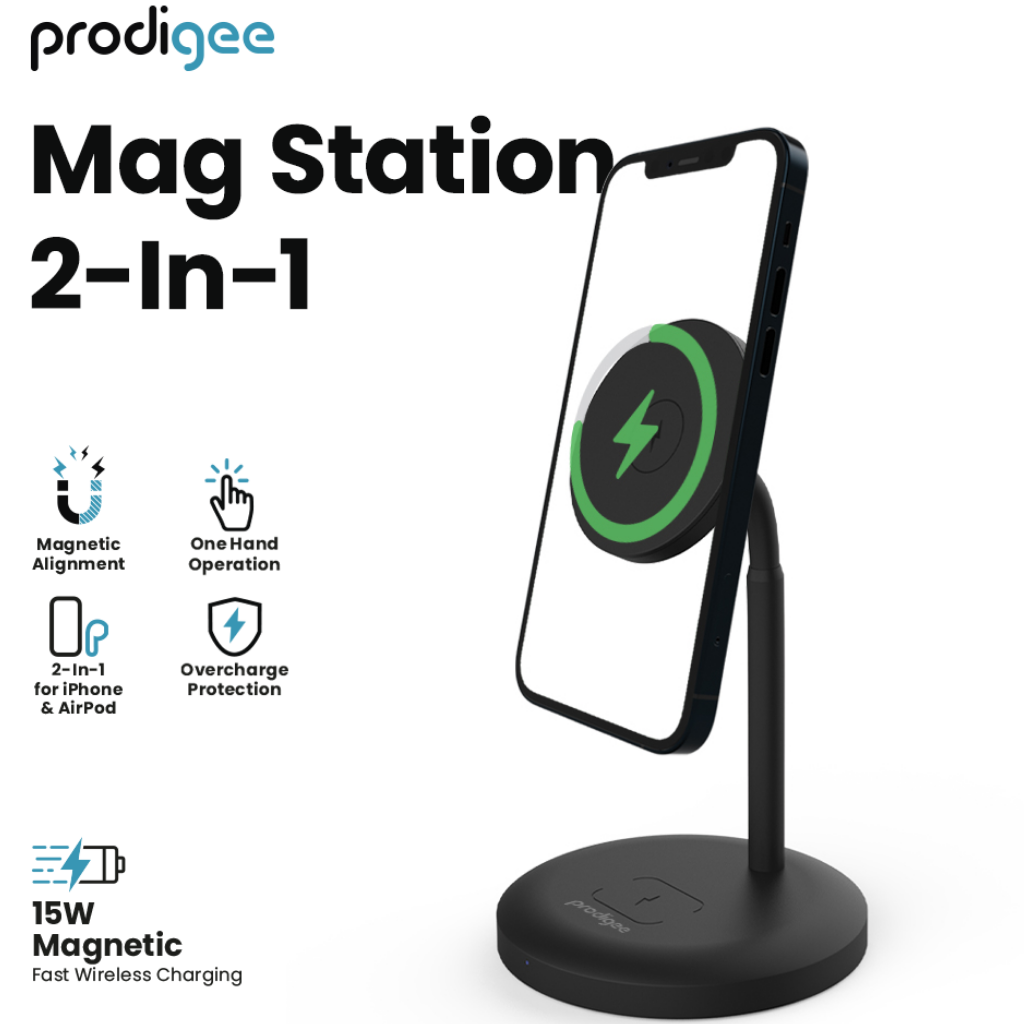 prodigee
Mag Station
2-In-1
Magnetic
Alignment
One Hand
Operation
2-In-1
for iPhone
& AirPod
Overcharge
Protection
15W
Magnetic
Fast Wireless Charging
prodigee